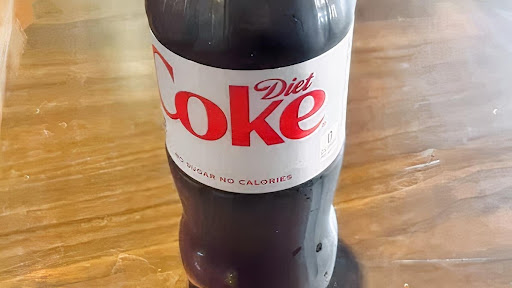 Diet
Coke
NO SUGAR NO CALORIES
0